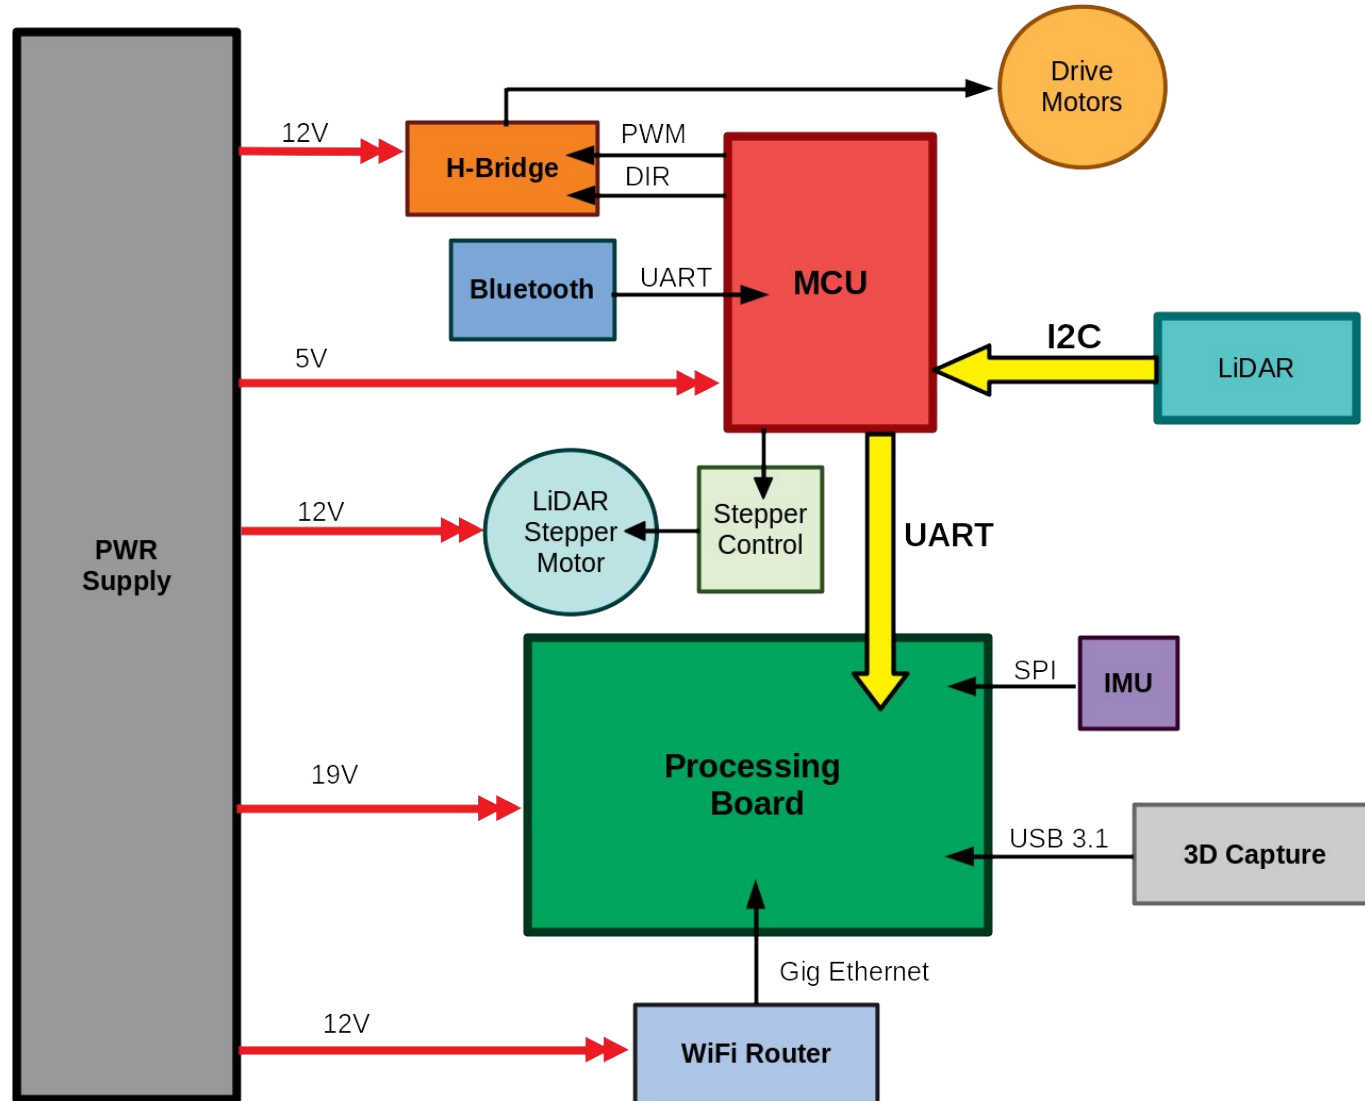 Drive
Motors
12V
PWM
H-Bridge
DIR
Bluetooth
UART
MCU
5V
I2C
LiDAR
12V
LiDAR
Stepper
Motor
Stepper
Control
UART
PWR
Supply
SPI
IMU
19V
Processing
Board
USB 3.1
3D Capture
Gig Ethernet
12V
WiFi Router